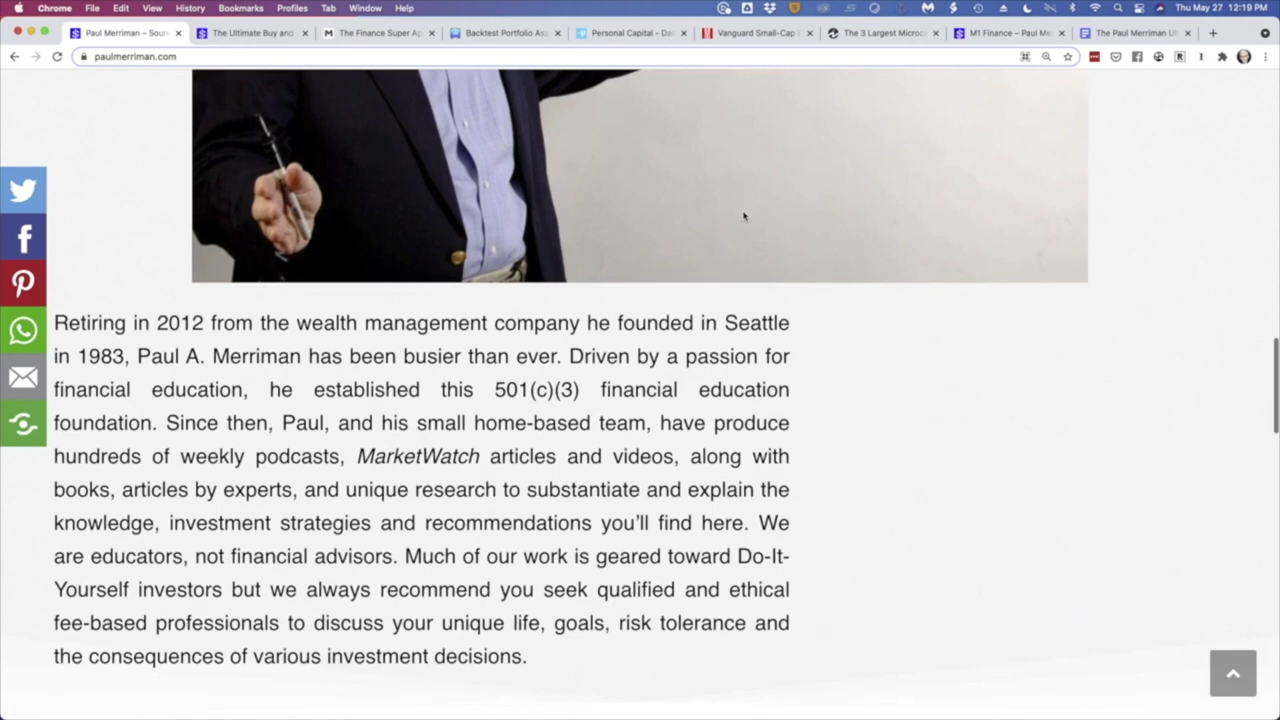 Chrome File Edit View History Bookmarks Profiles Tab Window Help Thu May 27 12:19 PM
Paul Merriman – Soun The Ultimate Buy and The Finance Super Ap Backtest Portfolio Ass Personal Capital - Da Vanguard Small-Cap The 3 Largest Microca M1 Finance – Paul Me The Paul Merriman Ul
paulmerriman.com
Retiring in 2012 from the wealth management company he founded in Seattle
in 1983, Paul A. Merriman has been busier than ever. Driven by a passion for
financial education, he established this 501(c)(3) financial education
foundation. Since then, Paul, and his small home-based team, have produce
hundreds of weekly podcasts, MarketWatch articles and videos, along with
books, articles by experts, and unique research to substantiate and explain the
knowledge, investment strategies and recommendations you'll find here. We
are educators, not financial advisors. Much of our work is geared toward Do-It-
Yourself investors but we always recommend you seek qualified and ethical
fee-based professionals to discuss your unique life, goals, risk tolerance and
the consequences of various investment decisions.